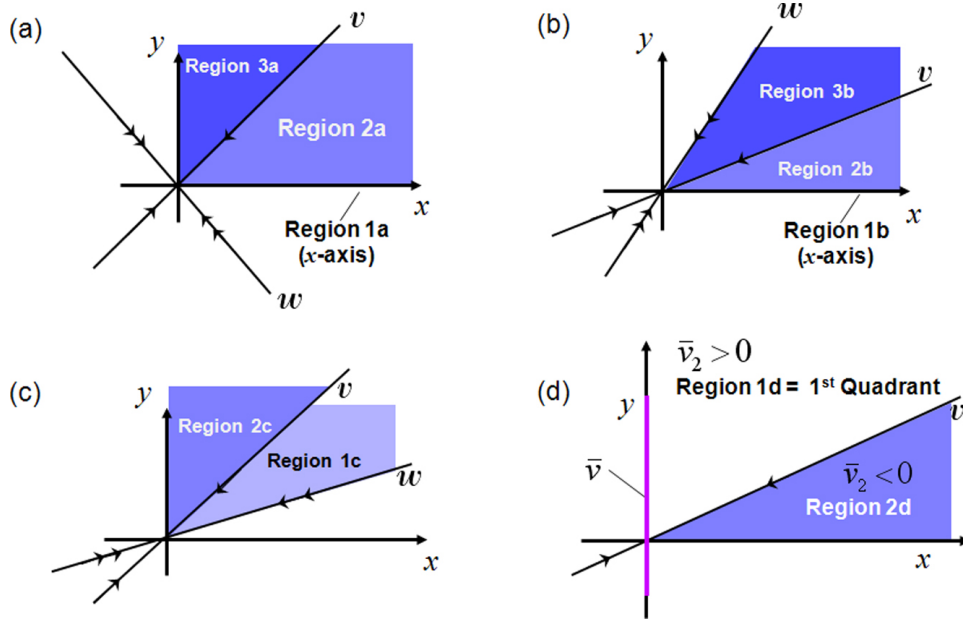 (a)
y
v
Region 3a
Region 2a
x
Region 1a
(x-axis)
w
(b)
y
w
v
Region 3b
Region 2b
x
Region 1b
(x-axis)
(c)
y
v
Region 2c
Region 1c
w
x
(d)
v̄₂ > 0
Region 1d = 1ˢᵗ Quadrant
y
v
v̄
v̄₂ < 0
Region 2d
x